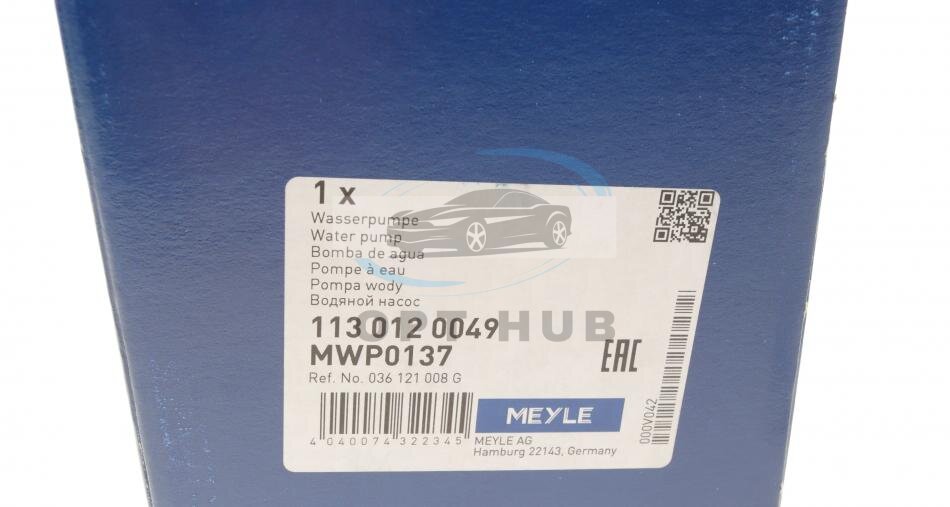 1 x
Wasserpumpe
Water pump
Bomba de agua
Pompe à eau
Pompa wody
Водяной насос
113 012 0049
MWP0137
Ref. No. 036 121 008 G
OPT HUB
EAC
4 040074 322345
MEYLE
MEYLE AG
Hamburg 22143, Germany
000V042